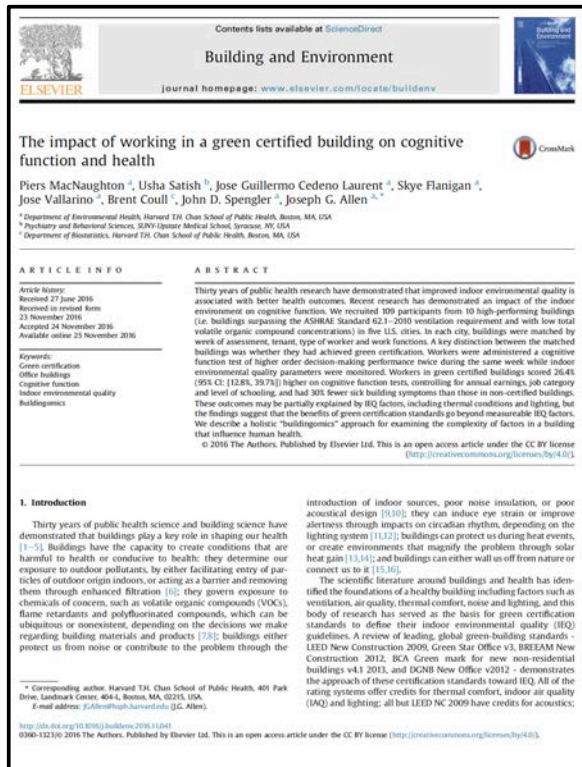 Contents lists available at ScienceDirect
Building and Environment
journal homepage: www.elsevier.com/locate/buildenv
ELSEVIER
Building and
Environment
The impact of working in a green certified building on cognitive
function and health
CrossMark
Piers MacNaughton a, Usha Satish b, Jose Guillermo Cedeno Laurent a, Skye Flanigan a,
Jose Vallarino a, Brent Coull c, John D. Spengler a, Joseph G. Allen a, *
a Department of Environmental Health, Harvard T.H. Chan School of Public Health, Boston, MA, USA
b Psychiatry and Behavioral Sciences, SUNY-Upstate Medical School, Syracuse, NY, USA
c Department of Biostatistics, Harvard T.H. Chan School of Public Health, Boston, MA, USA
ARTICLE INFO
Article history:
Received 27 June 2016
Received in revised form
23 November 2016
Accepted 24 November 2016
Available online 25 November 2016
Keywords:
Green certification
Office buildings
Cognitive function
Indoor environmental quality
Buildingomics
ABSTRACT
Thirty years of public health research have demonstrated that improved indoor environmental quality is
associated with better health outcomes. Recent research has demonstrated an impact of the indoor
environment on cognitive function. We recruited 109 participants from 10 high-performing buildings
(i.e. buildings surpassing the ASHRAE Standard 62.1–2010 ventilation requirement and with low total
volatile organic compound concentrations) in five U.S. cities. In each city, buildings were matched by
week of assessment, tenant, type of worker and work functions. A key distinction between the
matched buildings was whether they had achieved green certification. Workers were administered a cognitive
function test of higher order decision-making performance twice during the same week while indoor
environmental quality parameters were monitored. Workers in green certified buildings scored 26.4%
(95% CI: [12.8%, 39.7%]) higher on cognitive function tests, controlling for annual earnings, job category
and level of schooling, and had 30% fewer sick building symptoms than those in non-certified buildings.
These outcomes may be partially explained by IEQ factors, including thermal conditions and lighting, but
the findings suggest that the benefits of green certification standards go beyond measureable IEQ factors.
We describe a holistic "buildingomics" approach for examining the complexity of factors in a building
that influence human health.
© 2016 The Authors. Published by Elsevier Ltd. This is an open access article under the CC BY license
(http://creativecommons.org/licenses/by/4.0/).
1. Introduction
Thirty years of public health science and building science have
demonstrated that buildings play a key role in shaping our health
[1–5]. Buildings have the capacity to create conditions that are
harmful to health or conducive to health: they determine our
exposure to outdoor pollutants, by either facilitating entry of par-
ticles of outdoor origin indoors, or acting as a barrier and removing
them through enhanced filtration [6]; they govern exposure to
chemicals of concern, such as volatile organic compounds (VOCs),
flame retardants and polyfluorinated compounds, which can be
ubiquitous or nonexistent, depending on the decisions we make
regarding building materials and products [7,8]; buildings either
protect us from noise or contribute to the problem through the
* Corresponding author. Harvard T.H. Chan School of Public Health, 401 Park
Drive, Landmark Center, 404-L, Boston, MA, 02215, USA.
E-mail address: JGAllen@hsph.harvard.edu (J.G. Allen).
introduction of indoor sources, poor noise insulation, or poor
acoustical design [9,10]; they can induce eye strain or improve
alertness through impacts on circadian rhythm, depending on the
lighting system [11,12]; buildings can protect us during heat events,
or create environments that magnify the problem through solar
heat gain [13,14]; and buildings can either wall us off from nature or
connect us to it [15,16].
The scientific literature around buildings and health has iden-
tified the foundations of a healthy building including factors such as
ventilation, air quality, thermal comfort, noise and lighting, and this
body of research has served as the basis for green certification
standards to define their indoor environmental quality (IEQ)
guidelines. A review of leading, global green-building standards -
LEED New Construction 2009, Green Star Office v3, BREEAM New
Construction 2012, BCA Green mark for new non-residential
buildings v4.1 2013, and DGNB New Office v2012 - demonstrates
the approach of these certification standards toward IEQ. All of the
rating systems offer credits for thermal comfort, indoor air quality
(IAQ) and lighting; all but LEED NC 2009 have credits for acoustics;
http://dx.doi.org/10.1016/j.buildenv.2016.11.041
0360-1323/© 2016 The Authors. Published by Elsevier Ltd. This is an open access article under the CC BY license (http://creativecommons.org/licenses/by/4.0/).